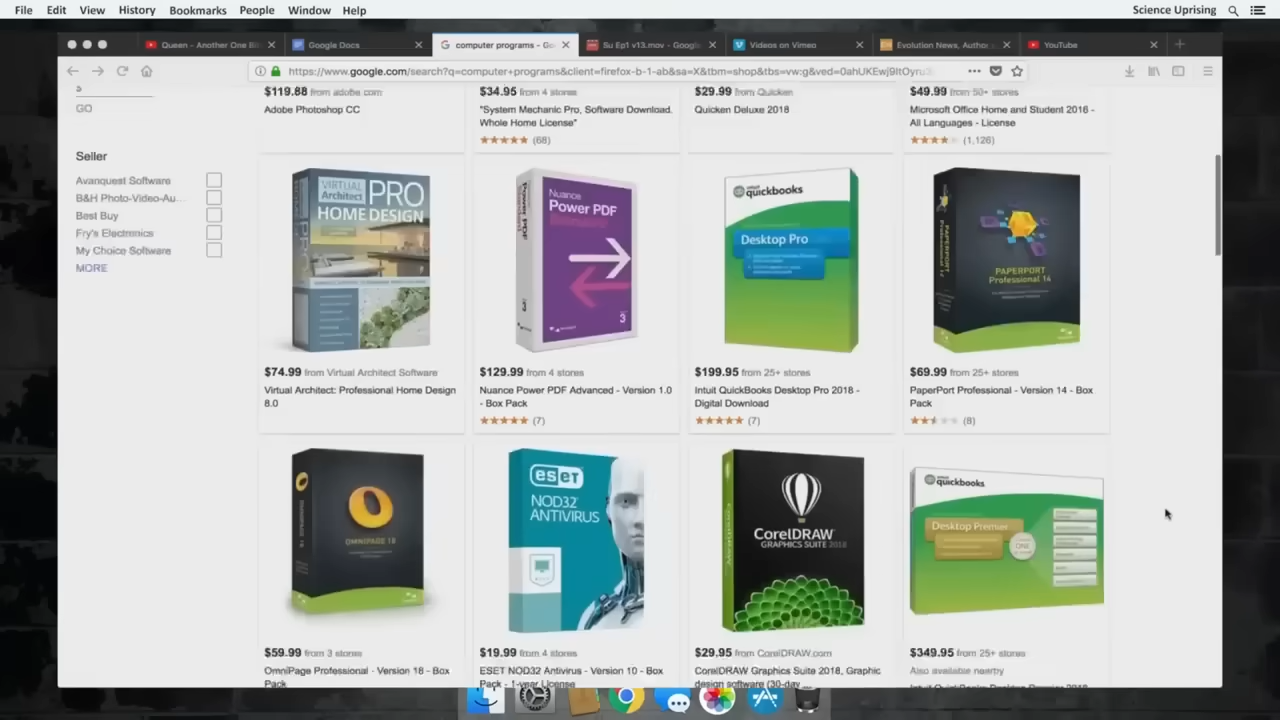 File Edit View History Bookmarks People Window Help
Science Uprising
Queen - Another One Bi
Google Docs
computer programs - Go
Su Ep1 v13.mov - Googl
Videos on Vimeo
Evolution News, Author
YouTube
https://www.google.com/search?q=computer+programs&client=firefox-b-1-ab&sa=X&tbm=shop&tbs=vw:g&ved=0ahUKEwj9ItOyru
GO
Seller
Avanquest Software
B&H Photo-Video-Au...
Best Buy
Fry's Electronics
My Choice Software
MORE
$119.88 from adobe.com
Adobe Photoshop CC
$34.95 from 4 stores
"System Mechanic Pro, Software Download.
Whole Home License"
(68)
$29.99 from Quicken
Quicken Deluxe 2018
$49.99 from 50+ stores
Microsoft Office Home and Student 2016 -
All Languages - License
(1,126)
VIRTUAL
Architect PRO
HOME DESIGN
$74.99 from Virtual Architect Software
Virtual Architect: Professional Home Design
8.0
Nuance
Power PDF
3
$129.99 from 4 stores
Nuance Power PDF Advanced - Version 1.0
- Box Pack
(7)
quickbooks
Desktop Pro
$199.95 from 25+ stores
Intuit QuickBooks Desktop Pro 2018 -
Digital Download
(7)
PAPERPORT
Professional 14
$69.99 from 25+ stores
PaperPort Professional - Version 14 - Box
Pack
(8)
OMNIPAGE 18
$59.99 from 3 stores
OmniPage Professional - Version 18 - Box
Pack
eset
NOD32
ANTIVIRUS
$19.99 from 4 stores
ESET NOD32 Antivirus - Version 10 - Box
Pack - 1-year License
CorelDRAW
GRAPHICS SUITE 2018
$29.95 from CorelDRAW.com
CorelDRAW Graphics Suite 2018, Graphic
design software (30-day
quickbooks
Desktop Premier
ONE
$349.95 from 25+ stores
Also available nearby
Intuit QuickBooks Desktop Premier 2018